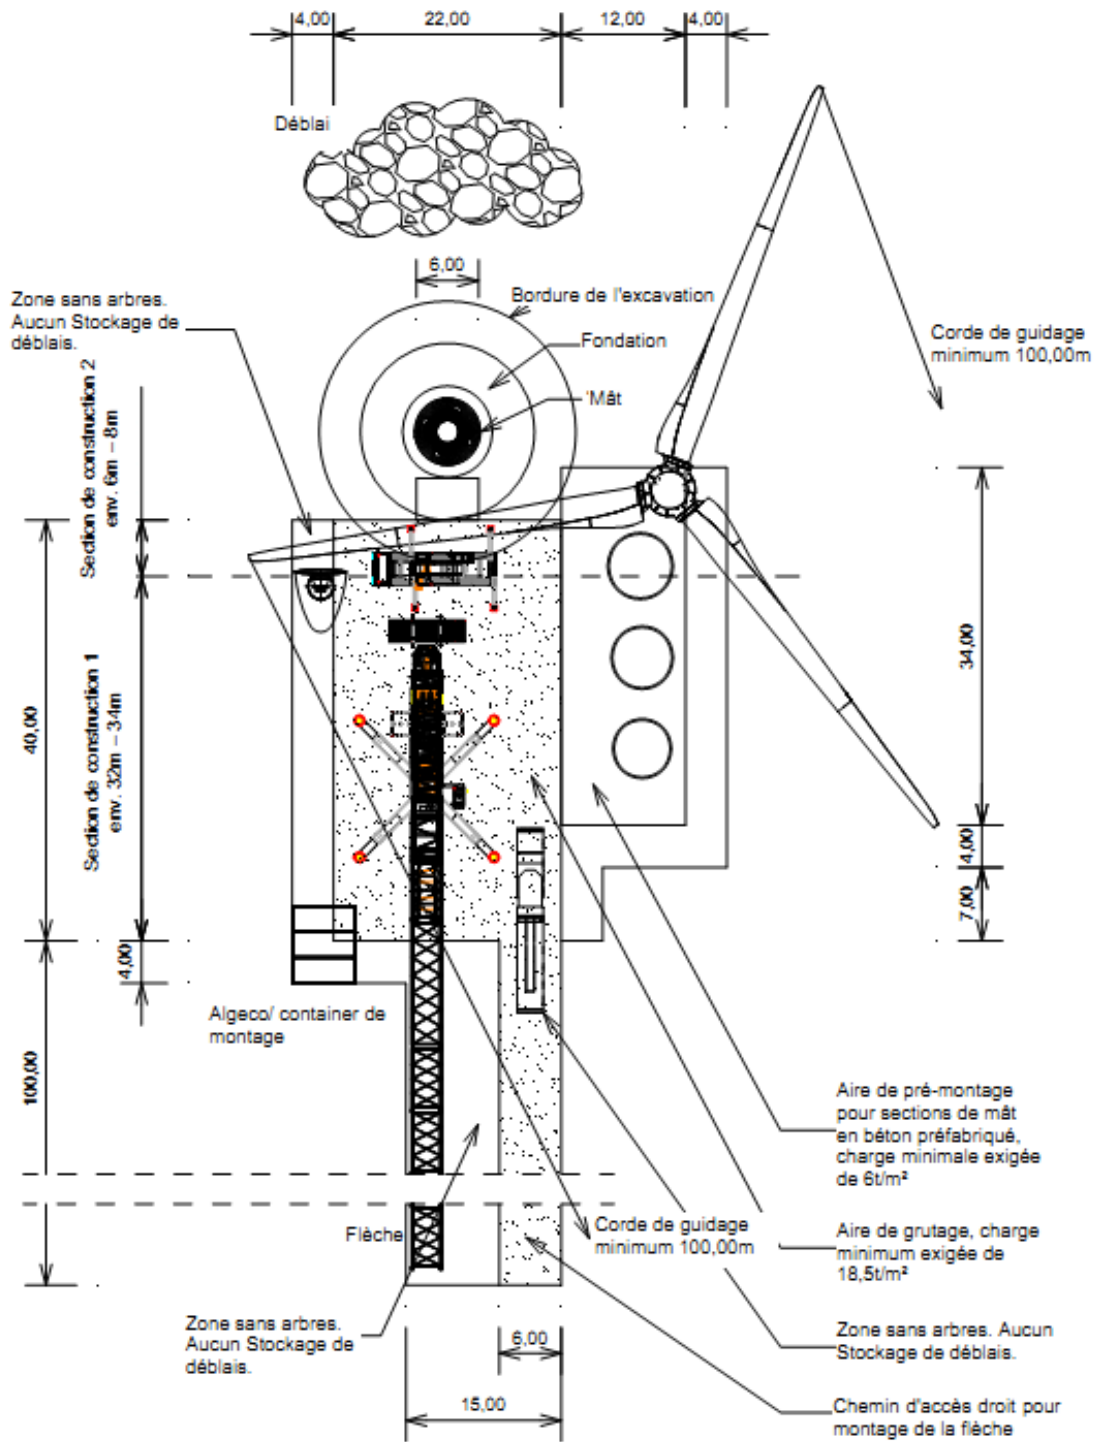 4,00
22,00
12,00
4,00
Déblai
6,00
Zone sans arbres.
Aucun Stockage de
déblais.
Bordure de l'excavation
Fondation
'Mât
Corde de guidage
minimum 100,00m
Section de construction 2
env. 6m – 8m
Section de construction 1
env. 32m – 34m
40,00
34,00
4,00
7,00
4,00
100,00
Algeco/ container de
montage
Aire de pré-montage
pour sections de mât
en béton préfabriqué,
charge minimale exigée
de 6t/m²
Flèche
Corde de guidage
minimum 100,00m
Aire de grutage, charge
minimum exigée de
18,5t/m²
Zone sans arbres.
Aucun Stockage de
déblais.
6,00
Zone sans arbres. Aucun
Stockage de déblais.
15,00
Chemin d'accès droit pour
montage de la flèche